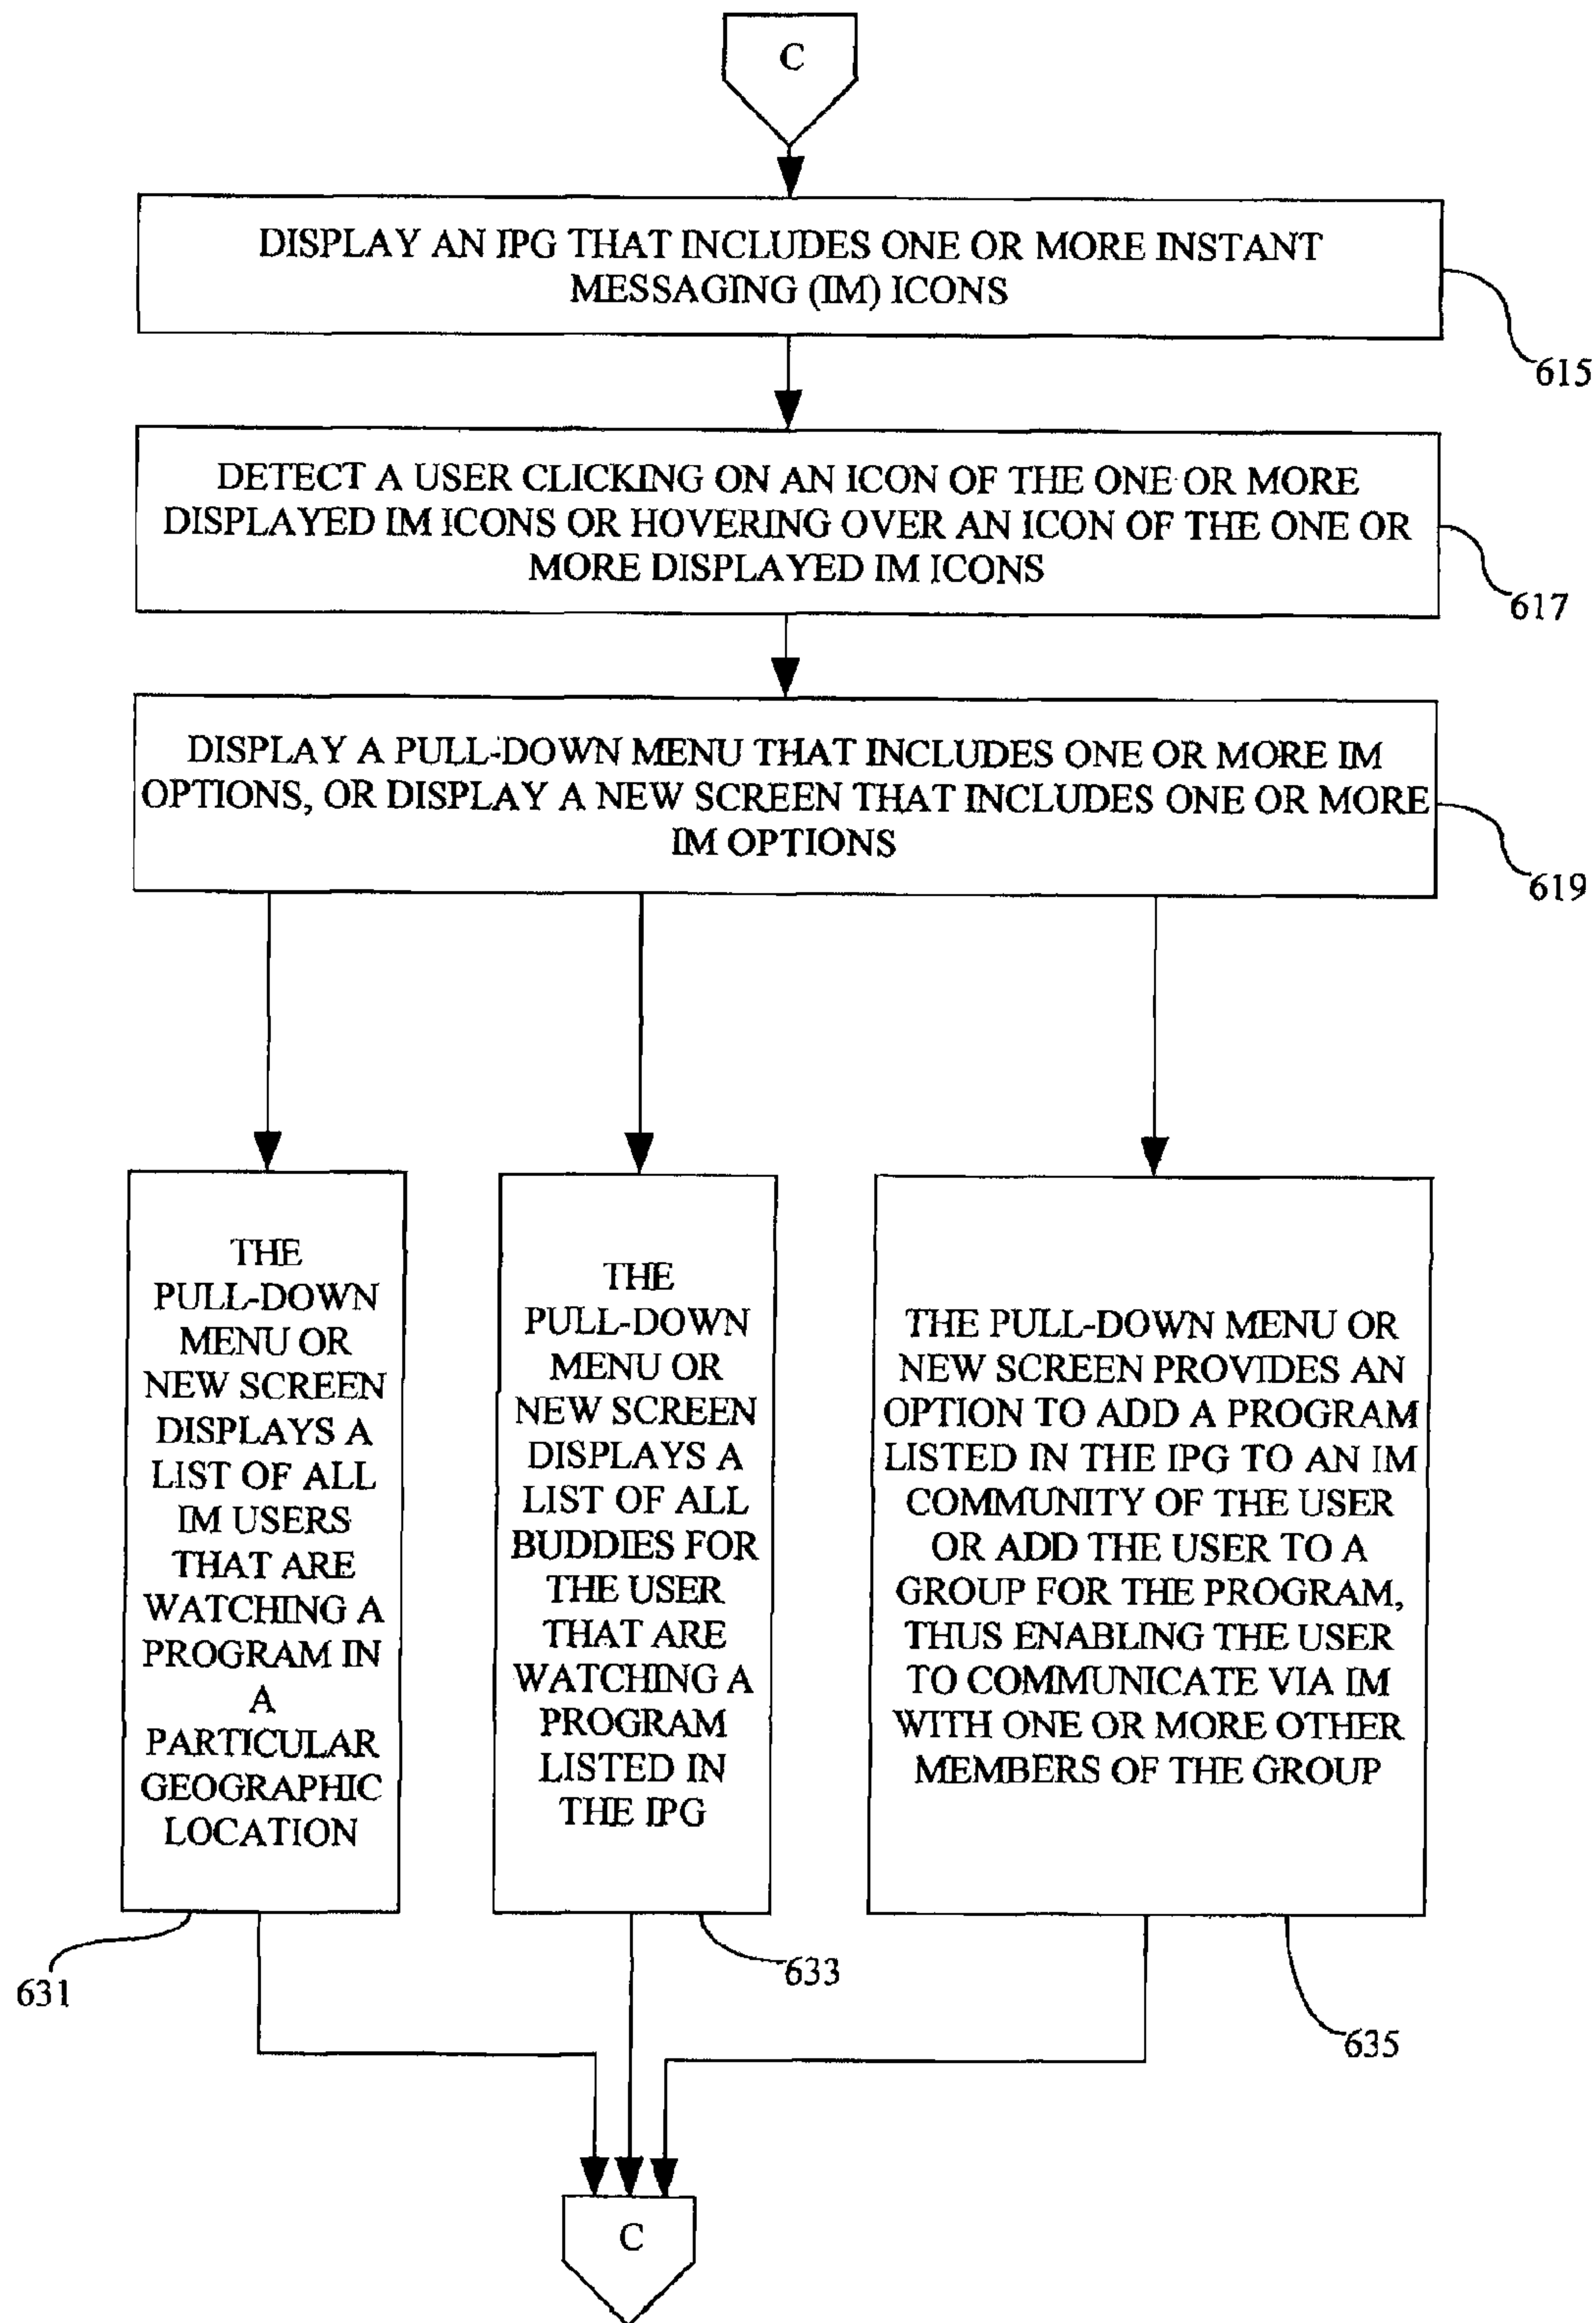 C
DISPLAY AN IPG THAT INCLUDES ONE OR MORE INSTANT
MESSAGING (IM) ICONS
615
DETECT A USER CLICKING ON AN ICON OF THE ONE OR MORE
DISPLAYED IM ICONS OR HOVERING OVER AN ICON OF THE ONE OR
MORE DISPLAYED IM ICONS
617
DISPLAY A PULL-DOWN MENU THAT INCLUDES ONE OR MORE IM
OPTIONS, OR DISPLAY A NEW SCREEN THAT INCLUDES ONE OR MORE
IM OPTIONS
619
THE
PULL-DOWN
MENU OR
NEW SCREEN
DISPLAYS A
LIST OF ALL
IM USERS
THAT ARE
WATCHING A
PROGRAM IN
A
PARTICULAR
GEOGRAPHIC
LOCATION
631
THE
PULL-DOWN
MENU OR
NEW SCREEN
DISPLAYS A
LIST OF ALL
BUDDIES FOR
THE USER
THAT ARE
WATCHING A
PROGRAM
LISTED IN
THE IPG
633
THE PULL-DOWN MENU OR
NEW SCREEN PROVIDES AN
OPTION TO ADD A PROGRAM
LISTED IN THE IPG TO AN IM
COMMUNITY OF THE USER
OR ADD THE USER TO A
GROUP FOR THE PROGRAM,
THUS ENABLING THE USER
TO COMMUNICATE VIA IM
WITH ONE OR MORE OTHER
MEMBERS OF THE GROUP
635
C